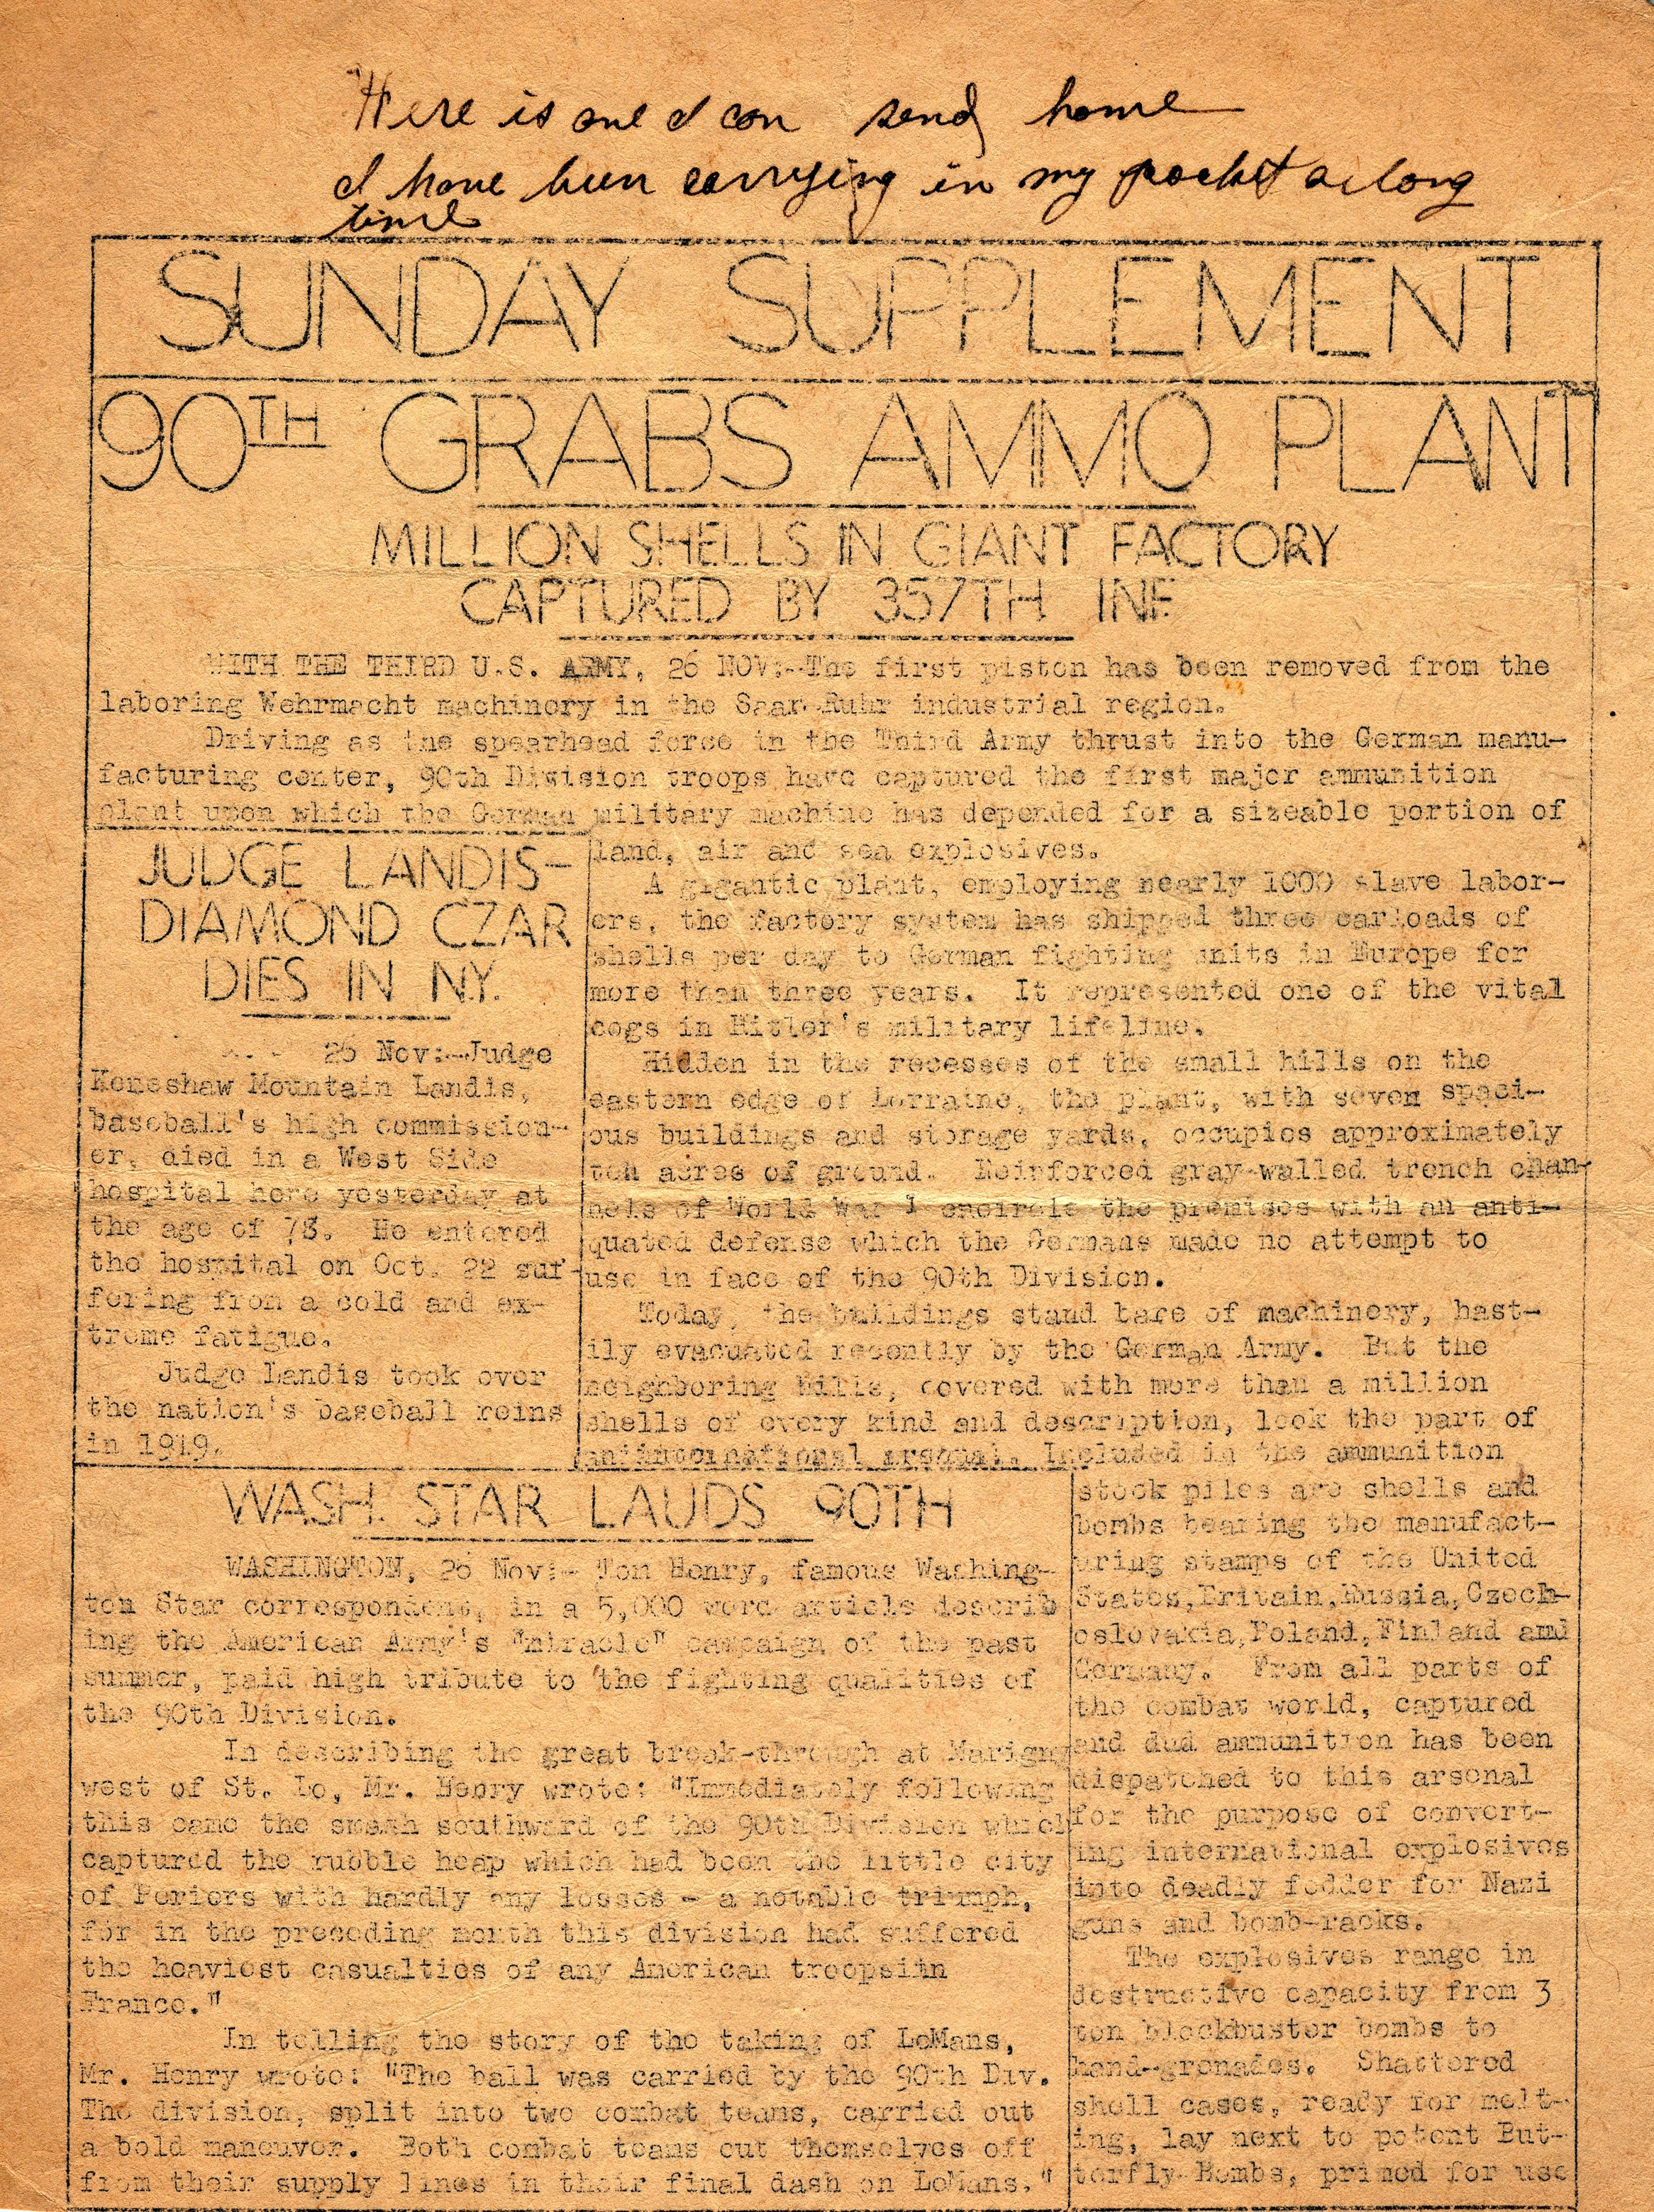 Here is one I can send home
I have been carrying in my pocket a long
time
SUNDAY SUPPLEMENT
90TH GRABS AMMO PLANT
MILLION SHELLS IN GIANT FACTORY
CAPTURED BY 357TH INF.
WITH THE THIRD U.S. ARMY, 26 NOV:-The first piston has been removed from the
laboring Wehrmacht machinery in the Saar-Ruhr industrial region.
Driving as the spearhead force in the Third Army thrust into the German manu-
facturing center, 90th Division troops have captured the first major ammunition
plant upon which the German military machine has depended for a sizeable portion of
land, air and sea explosives.
A gigantic plant, employing nearly 1000 slave labor-
ers, the factory system has shipped three carloads of
shells per day to German fighting units in Europe for
more than three years. It represented one of the vital
cogs in Hitler's military lifeline.
Hidden in the recesses of the small hills on the
eastern edge of Lorraine, the plant, with seven spaci-
ous buildings and storage yards, occupies approximately
ten acres of ground. Reinforced gray-walled trench chan-
nels of World War I encircle the premises with an anti-
quated defense which the Germans made no attempt to
use in face of the 90th Division.
Today, the buildings stand bare of machinery, hast-
ily evacuated recently by the German Army. But the
neighboring hills, covered with more than a million
shells of every kind and description, look the part of
an international arsenal. Included in the ammunition
stock piles are shells and
bombs bearing the manufact-
uring stamps of the United
States, Britain, Russia, Czech-
oslovakia, Poland, Finland and
Germany. From all parts of
the combat world, captured
and dud ammunition has been
dispatched to this arsenal
for the purpose of convert-
ing international explosives
into deadly fodder for Nazi
guns and bomb-racks.
The explosives range in
destructive capacity from 3
ton blockbuster bombs to
hand-grenades. Shattered
shell cases, ready for melt-
ing, lay next to potent But-
terfly Bombs, primed for use
JUDGE LANDIS-
DIAMOND CZAR
DIES IN N.Y.
26 Nov:-Judge
Keneshaw Mountain Landis,
baseball's high commission-
er, died in a West Side
hospital here yesterday at
the age of 78. He entered
the hospital on Oct. 22 suf-
fering from a cold and ex-
treme fatigue.
Judge Landis took over
the nation's baseball reins
in 1919.
WASH. STAR LAUDS 90TH
WASHINGTON, 26 Nov:- Tom Henry, famous Washing-
ton Star correspondent, in a 5,000 word article describ
ing the American Army's "miracle" campaign of the past
summer, paid high tribute to the fighting qualities of
the 90th Division.
In describing the great break-through at Marigny
west of St. Lo, Mr. Henry wrote: "Immediately following
this came the smash southward of the 90th Division which
captured the rubble heap which had been the little city
of Periers with hardly any losses - a notable triumph,
for in the preceding month this division had suffered
the heaviest casualties of any American troopsiin
France."
In telling the story of the taking of LeMans,
Mr. Henry wrote: "The ball was carried by the 90th Div.
The division, split into two combat teams, carried out
a bold maneuver. Both combat teams cut themselves off
from their supply lines in their final dash on LeMans."